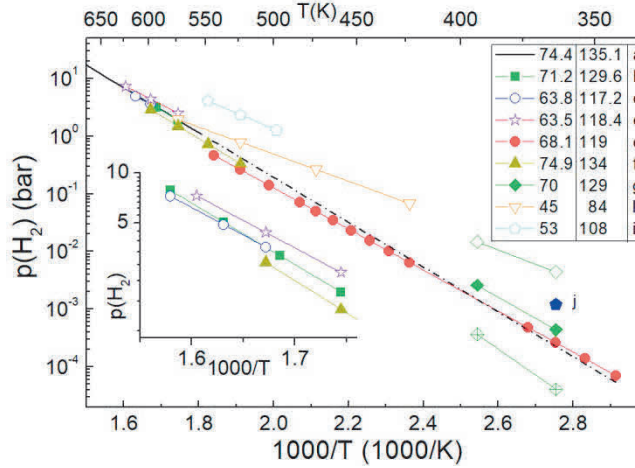 T(K)
650 600 550 500 450 400 350
10^1
10^0
10^-1
10^-2
10^-3
10^-4
p(H2) (bar)
74.4 135.1 a
71.2 129.6
63.8 117.2
63.5 118.4
68.1 119
74.9 134
70 129
45 84
53 108 i
j
10
5
p(H2)
1.6 1.7
1000/T
1.6 1.8 2.0 2.2 2.4 2.6 2.8
1000/T (1000/K)